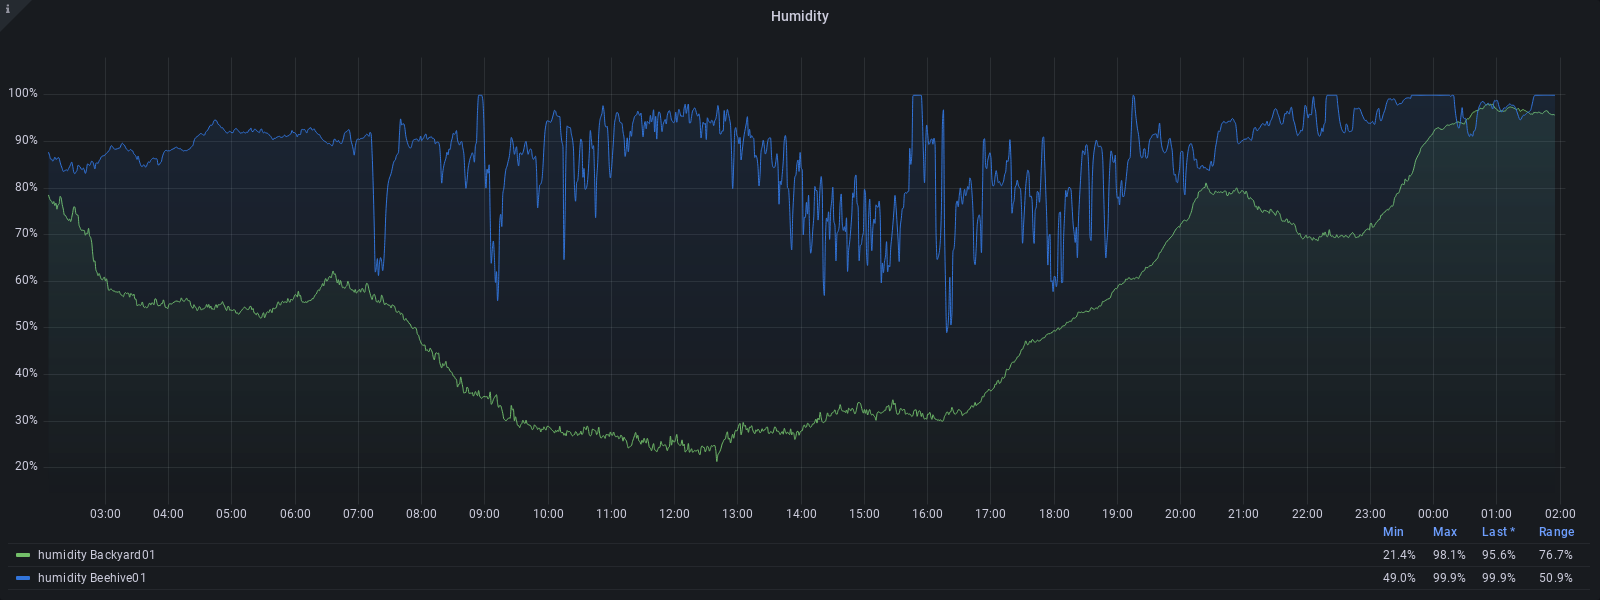 i
Humidity
100%
90%
80%
70%
60%
50%
40%
30%
20%
03:00 04:00 05:00 06:00 07:00 08:00 09:00 10:00 11:00 12:00 13:00 14:00 15:00 16:00 17:00 18:00 19:00 20:00 21:00 22:00 23:00 00:00 01:00 02:00
Min Max Last * Range
humidity Backyard01 21.4% 98.1% 95.6% 76.7%
humidity Beehive01 49.0% 99.9% 99.9% 50.9%